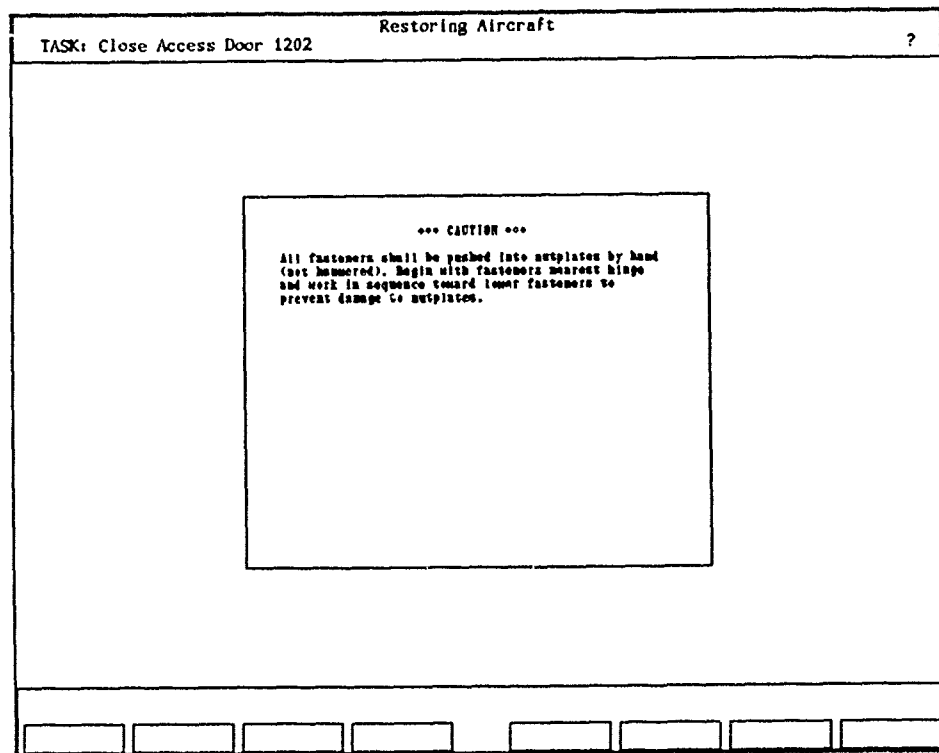 Restoring Aircraft
TASK: Close Access Door 1202
?
*** CAUTION ***
All fasteners shall be pushed into nutplates by hand
(not hammered). Begin with fasteners nearest hinge
and work in sequence toward lower fasteners to
prevent damage to nutplates.